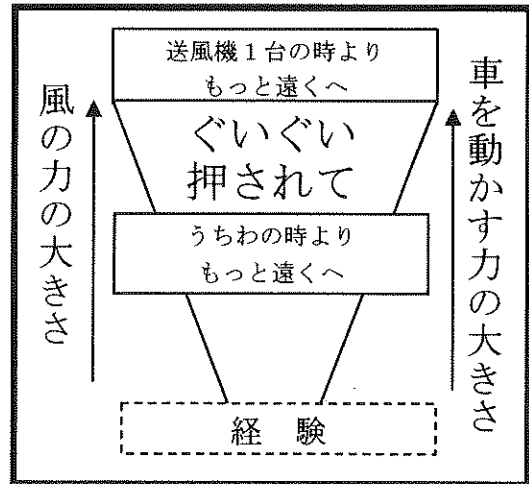 送風機１台の時より
もっと遠くへ
ぐいぐい
押されて
うちわの時より
もっと遠くへ
経 験
風の力の大きさ
車を動かす力の大きさ